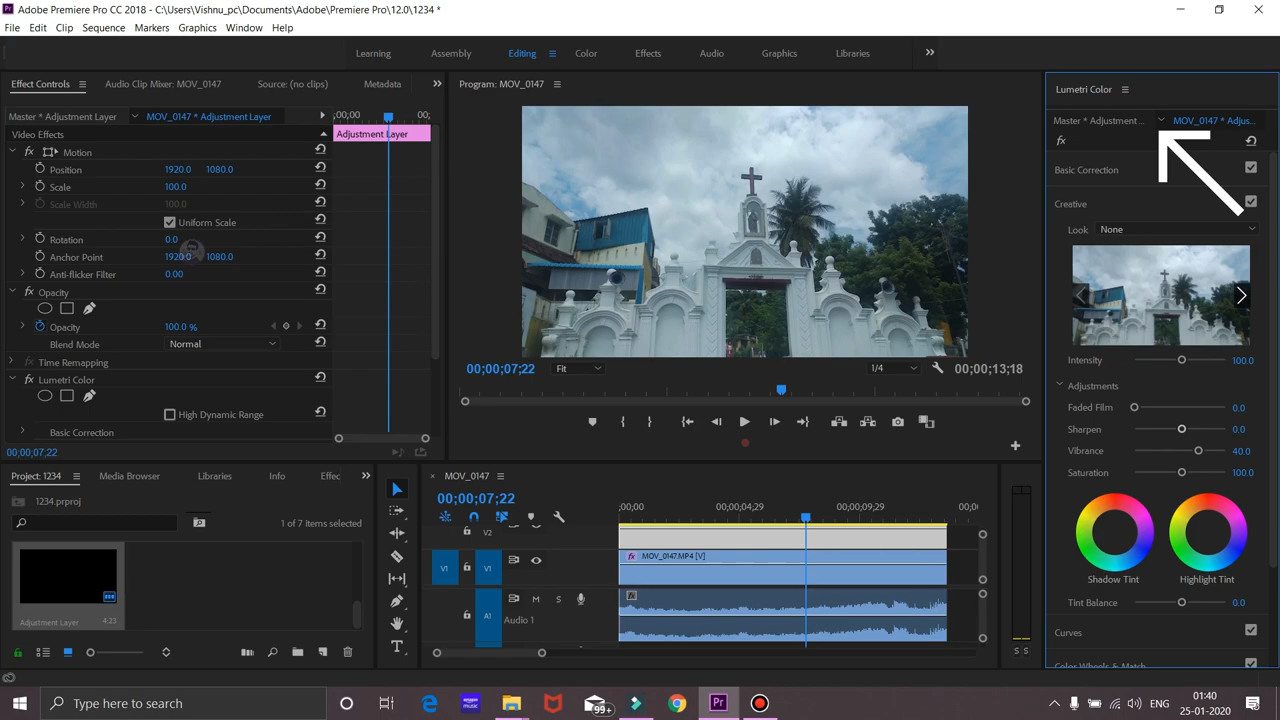 Adobe Premiere Pro CC 2018 - C:\Users\Vishnu_pc\Documents\Adobe\Premiere Pro\12.0\1234 *
File Edit Clip Sequence Markers Graphics Window Help
Learning Assembly Editing Color Effects Audio Graphics Libraries
Effect Controls Audio Clip Mixer: MOV_0147 Source: (no clips) Metadata
Master * Adjustment Layer MOV_0147 * Adjustment Layer
;00;00 00;
Video Effects
Adjustment Layer
Motion
Position 1920.0 1080.0
Scale 100.0
Scale Width 100.0
Uniform Scale
Rotation 0.0
Anchor Point 1920.0 1080.0
Anti-flicker Filter 0.00
Opacity
Opacity 100.0 %
Blend Mode Normal
Time Remapping
Lumetri Color
High Dynamic Range
Basic Correction
00;00;07;22
Program: MOV_0147
00;00;07;22 Fit 1/4 00;00;13;18
Lumetri Color
Master * Adjustment... MOV_0147 * Adjus...
fx
Basic Correction
Creative
Look None
Intensity 100.0
Adjustments
Faded Film 0.0
Sharpen 0.0
Vibrance 40.0
Saturation 100.0
Shadow Tint Highlight Tint
Tint Balance 0.0
Curves
Color Wheels & Match
Project: 1234 Media Browser Libraries Info Effec
1234.prproj
1 of 7 items selected
Adjustment Layer 4:23
MOV_0147
00;00;07;22
;00;00 00;00;04;29 00;00;09;29 00;0
V2
fx MOV_0147.MP4 [V]
V1 V1
A1 M S
Audio 1
fx
S S
Type here to search
99+
Pr
amazon music
ENG
01:40
25-01-2020